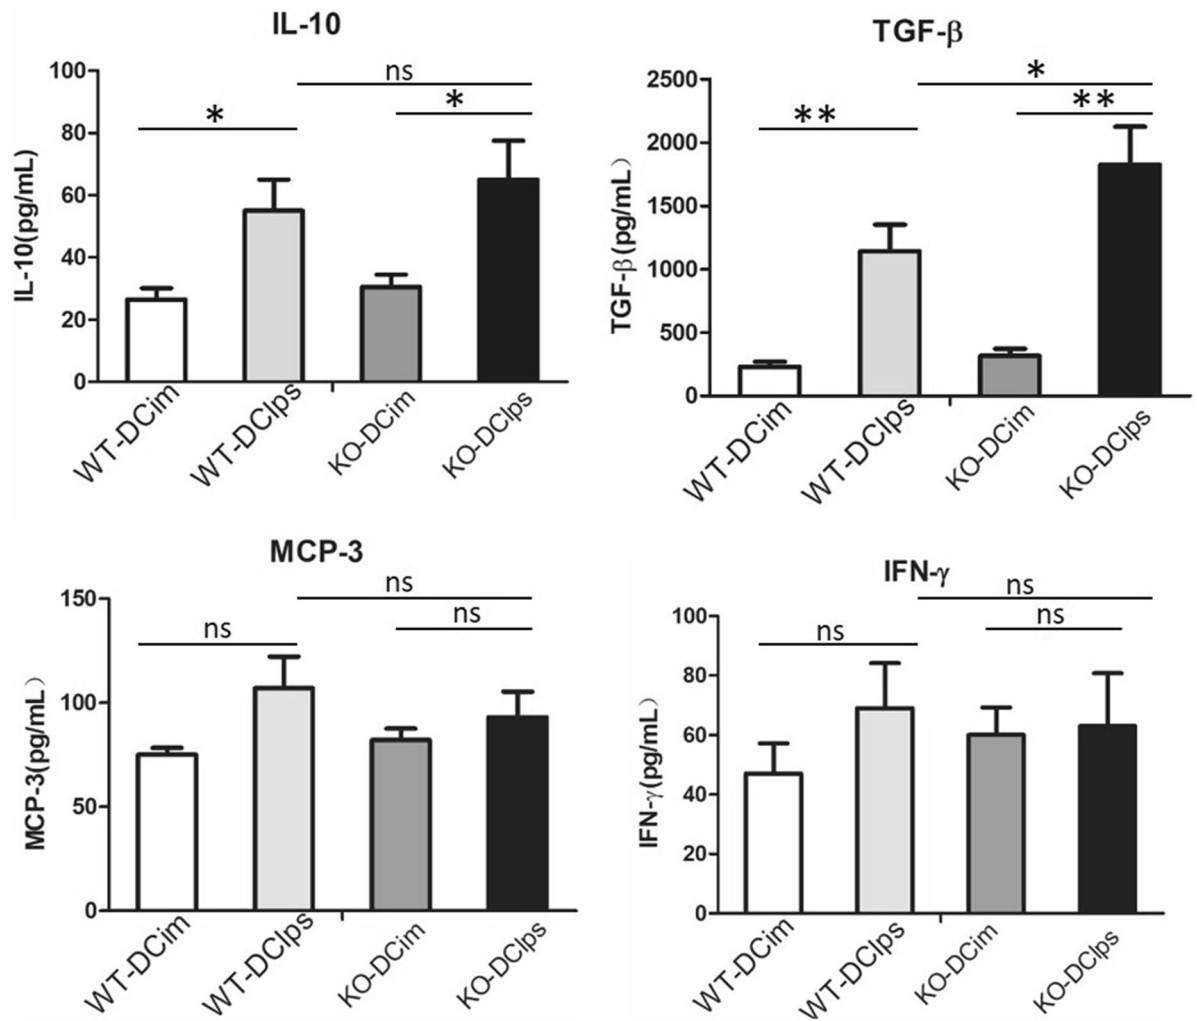 IL-10
IL-10(pg/mL)
100
80
60
40
20
0
ns
*
*
WT-DCim
WT-DClps
KO-DCim
KO-DClps
TGF-β
TGF-β(pg/mL)
2500
2000
1500
1000
500
0
*
**
**
WT-DCim
WT-DClps
KO-DCim
KO-DClps
MCP-3
MCP-3(pg/mL)
150
100
50
0
ns
ns
ns
WT-DCim
WT-DClps
KO-DCim
KO-DClps
IFN-γ
IFN-γ(pg/mL)
100
80
60
40
20
0
ns
ns
ns
WT-DCim
WT-DClps
KO-DCim
KO-DClps